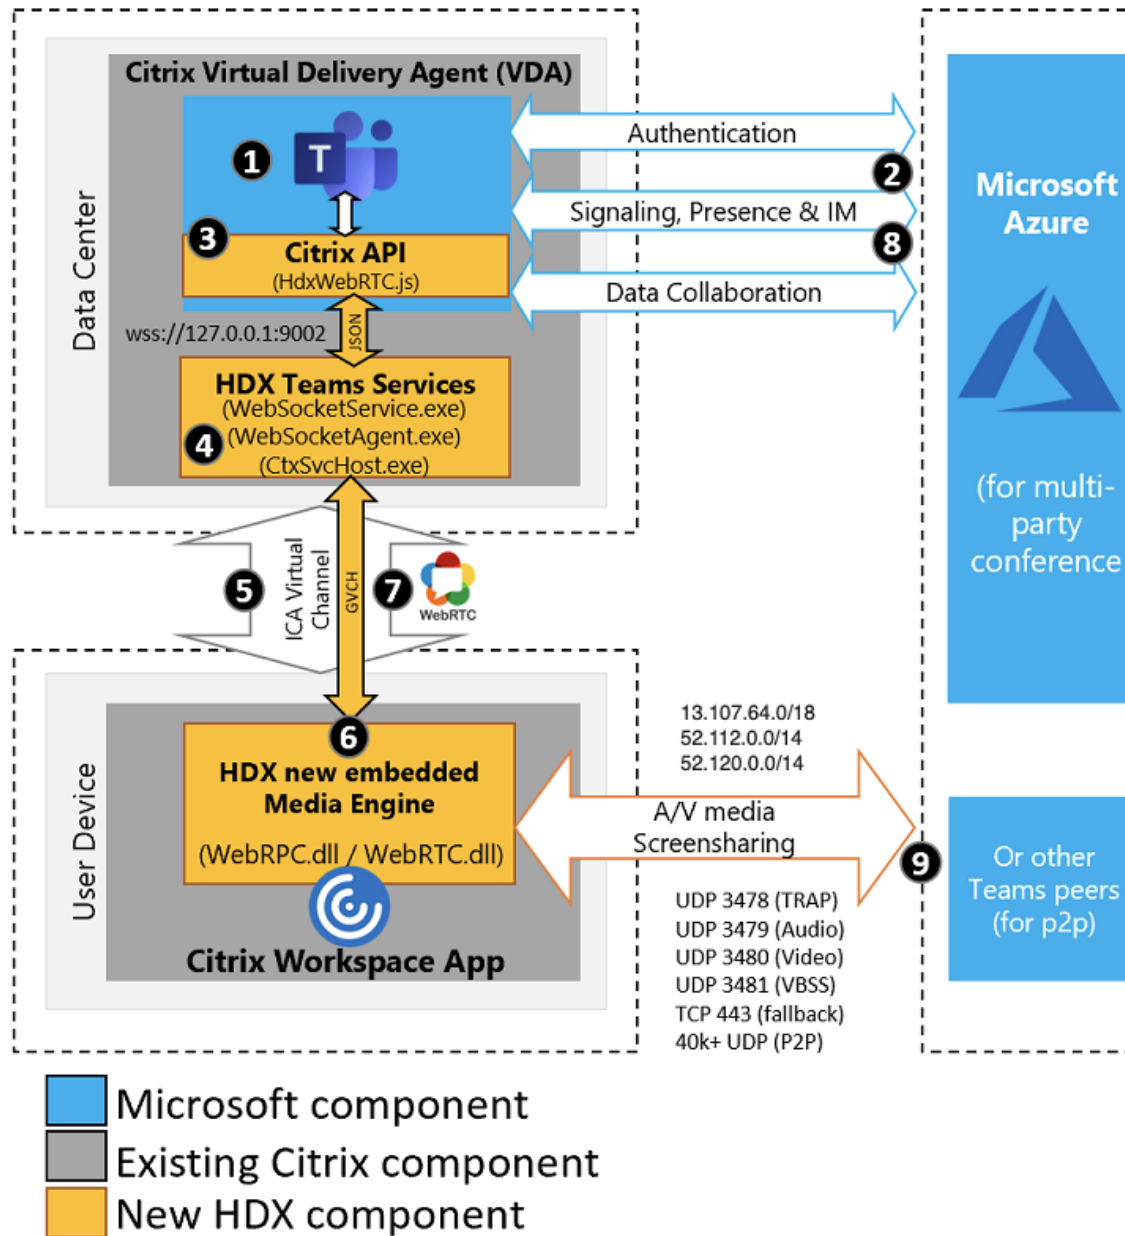 Citrix Virtual Delivery Agent (VDA)
T
1
Authentication
2
Signaling, Presence & IM
8
Data Collaboration
3
Citrix API
(HdxWebRTC.js)
wss://127.0.0.1:9002
JSON
HDX Teams Services
(WebSocketService.exe)
(WebSocketAgent.exe)
4
(CtxSvcHost.exe)
Data Center
Microsoft
Azure
(for multi-
party
conference
5
ICA Virtual
Channel
GVCH
7
WebRTC
6
HDX new embedded
Media Engine
(WebRPC.dll / WebRTC.dll)
Citrix Workspace App
User Device
13.107.64.0/18
52.112.0.0/14
52.120.0.0/14
A/V media
Screensharing
9
UDP 3478 (TRAP)
UDP 3479 (Audio)
UDP 3480 (Video)
UDP 3481 (VBSS)
TCP 443 (fallback)
40k+ UDP (P2P)
Or other
Teams peers
(for p2p)
Microsoft component
Existing Citrix component
New HDX component